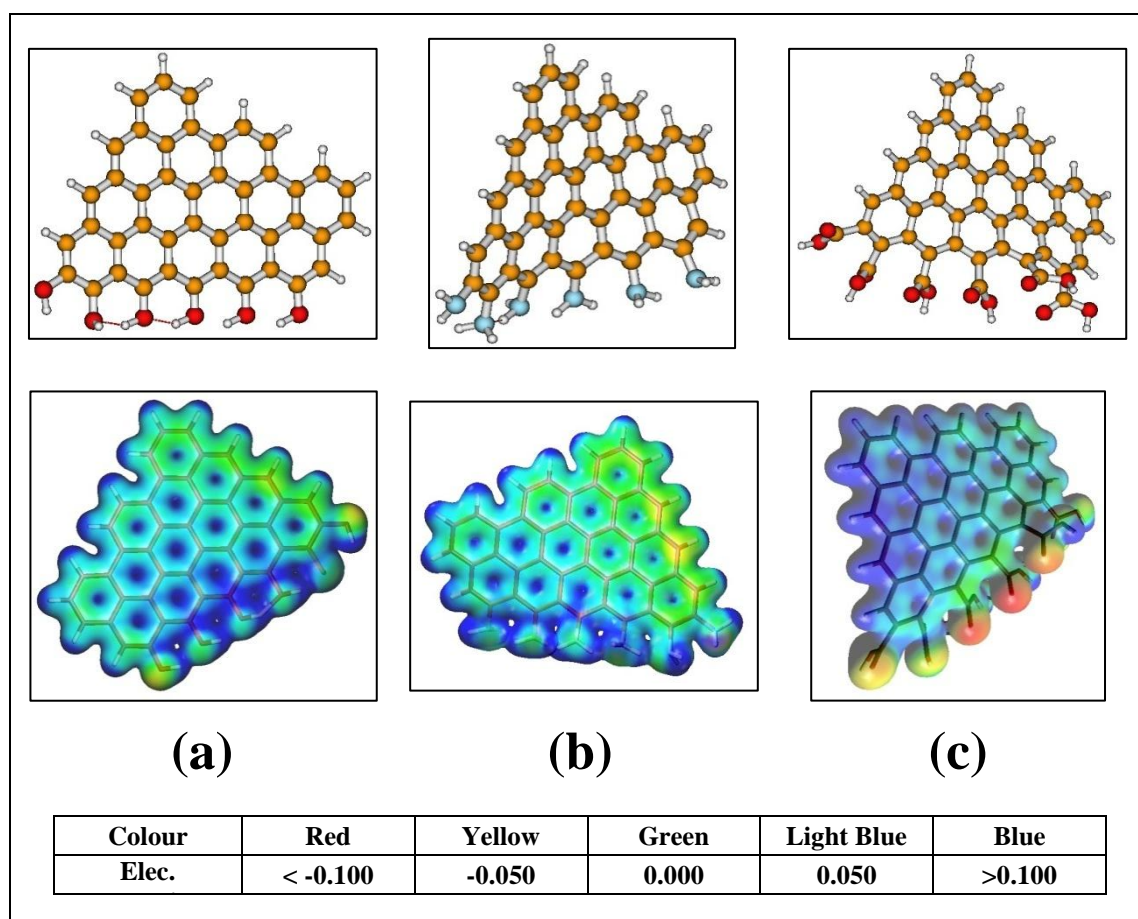 (a) (b) (c)
Colour Red Yellow Green Light Blue Blue
Elec. < -0.100 -0.050 0.000 0.050 >0.100